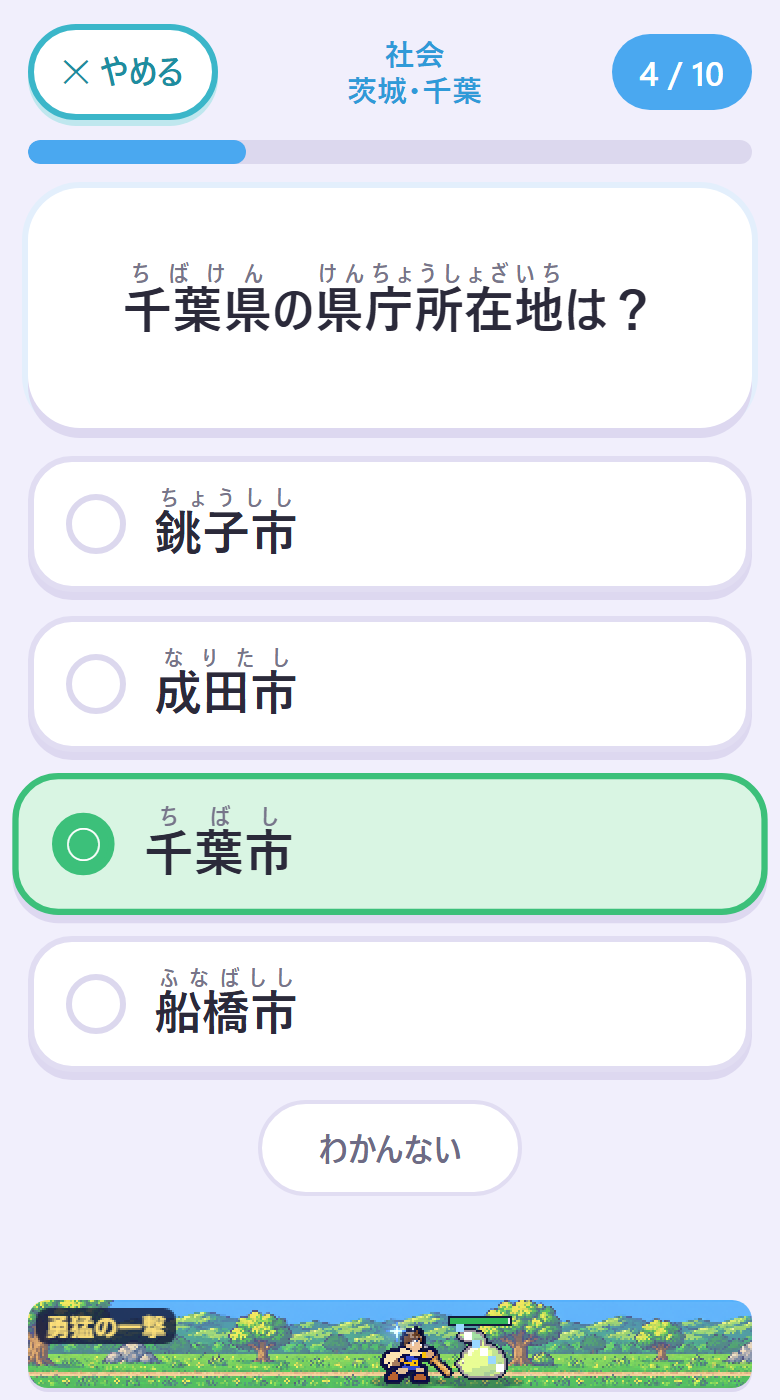 × やめる
社会
茨城・千葉
4 / 10
ちばけん けんちょうしょざいち
千葉県の県庁所在地は？
ちょうしし
銚子市
なりたし
成田市
ちばし
千葉市
ふなばしし
船橋市
わかんない
勇猛の一撃